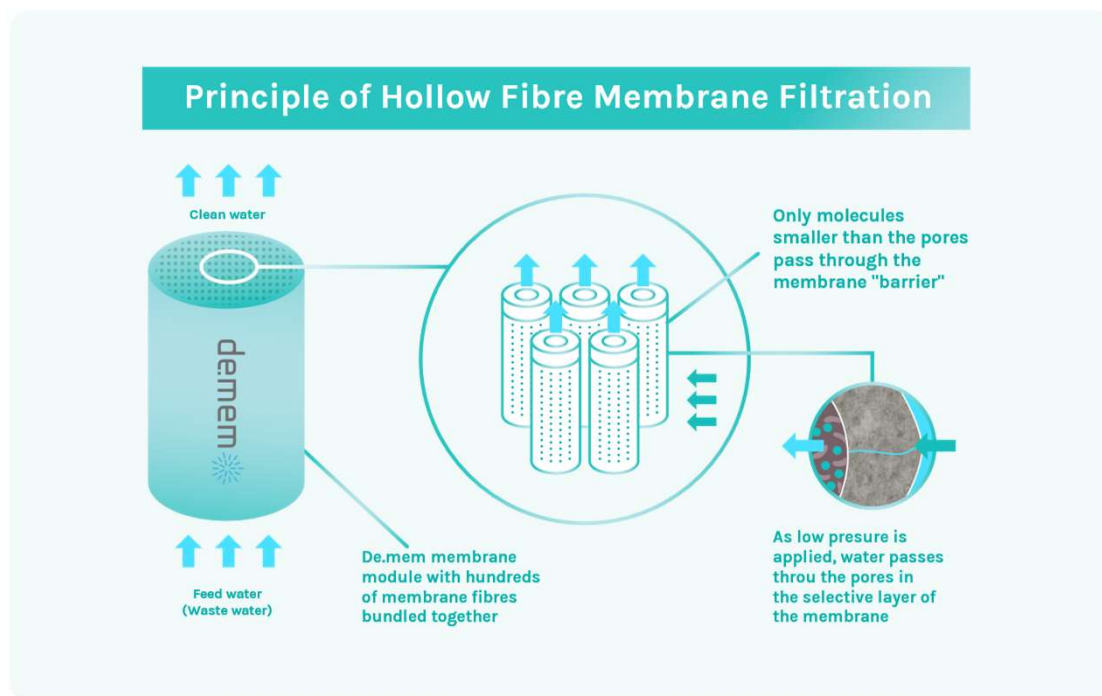 Principle of Hollow Fibre Membrane Filtration
Clean water
de.mem
Feed water
(Waste water)
De.mem membrane
module with hundreds
of membrane fibres
bundled together
Only molecules
smaller than the pores
pass through the
membrane "barrier"
As low presure is
applied, water passes
throu the pores in
the selective layer of
the membrane